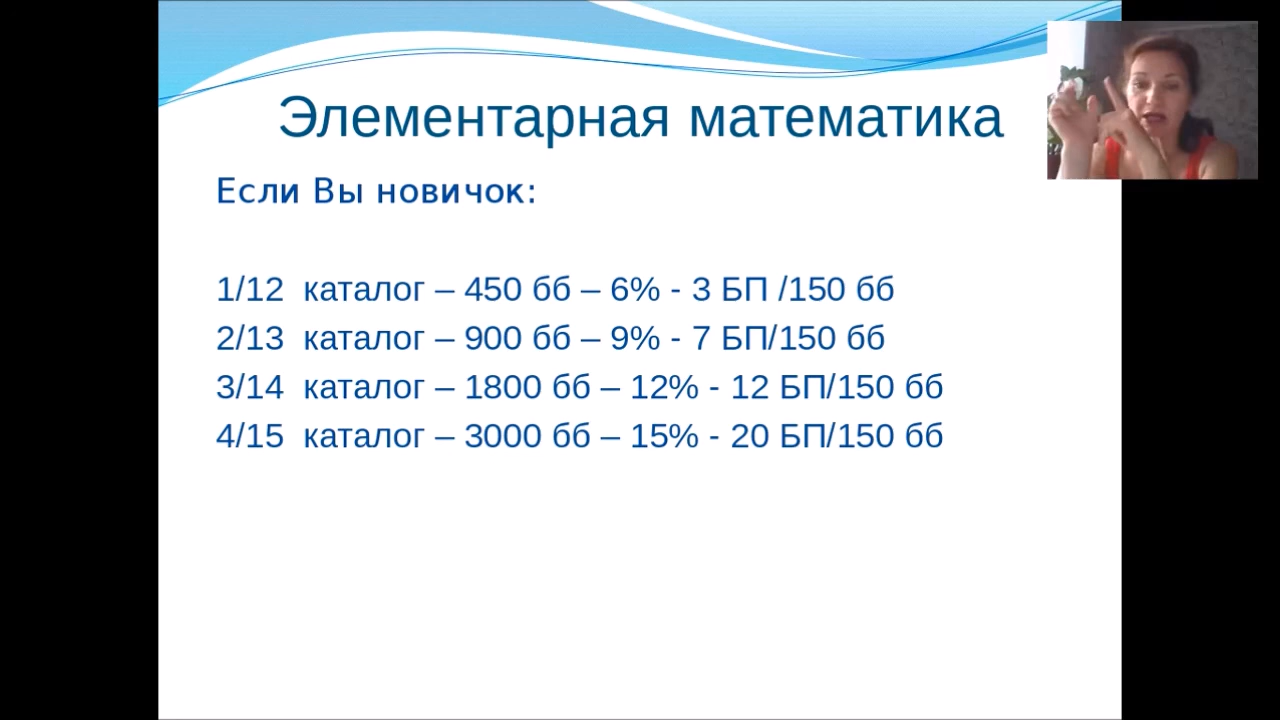 Элементарная математика
Если Вы новичок:
1/12 каталог – 450 бб – 6% - 3 БП /150 бб
2/13 каталог – 900 бб – 9% - 7 БП/150 бб
3/14 каталог – 1800 бб – 12% - 12 БП/150 бб
4/15 каталог – 3000 бб – 15% - 20 БП/150 бб